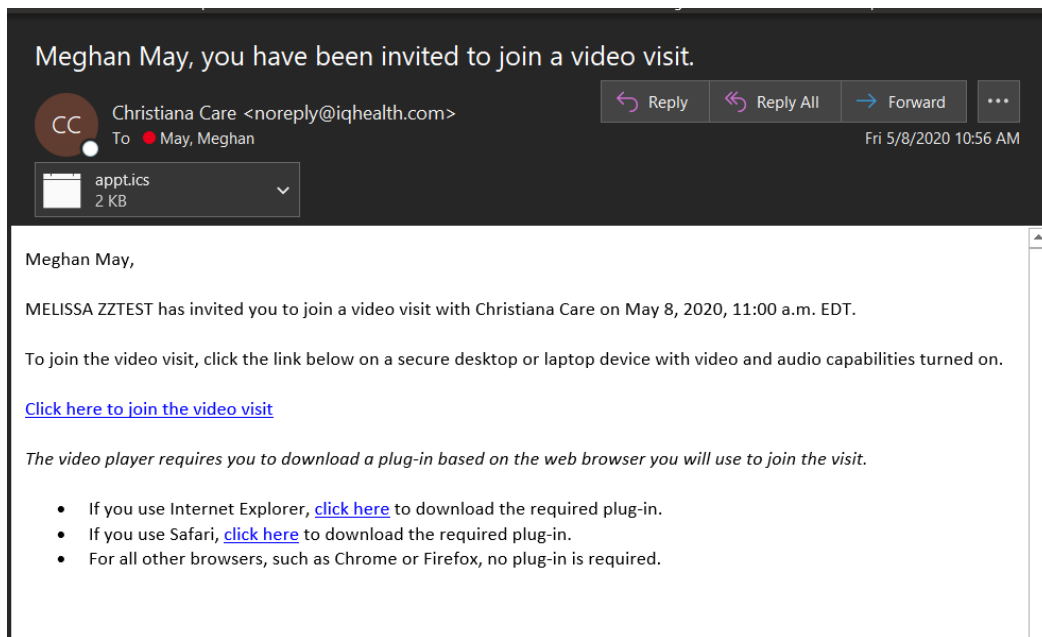 Meghan May, you have been invited to join a video visit.
CC
Christiana Care <noreply@iqhealth.com>
To May, Meghan
Reply
Reply All
Forward
Fri 5/8/2020 10:56 AM
appt.ics
2 KB
Meghan May,
MELISSA ZZTEST has invited you to join a video visit with Christiana Care on May 8, 2020, 11:00 a.m. EDT.
To join the video visit, click the link below on a secure desktop or laptop device with video and audio capabilities turned on.
Click here to join the video visit
The video player requires you to download a plug-in based on the web browser you will use to join the visit.
• If you use Internet Explorer, click here to download the required plug-in.
• If you use Safari, click here to download the required plug-in.
• For all other browsers, such as Chrome or Firefox, no plug-in is required.